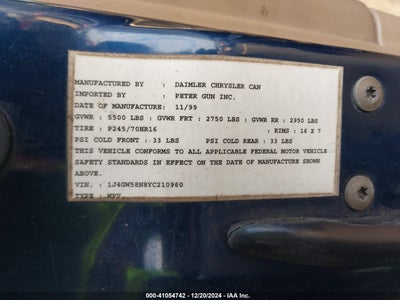 MANUFACTURED BY : DAIMLER CHRYSLER CAN
IMPORTED BY : PETER GUN INC.
DATE OF MANUFACTURE: 11/99
GVWR : 5500 LBS : GVWR FRT : 2750 LBS : GVWR RR : 2950 LBS
TIRE : P245/70HR16 : RIMS : 16 X 7
PSI COLD FRONT : 33 LBS PSI COLD REAR : 33 LBS
THIS VEHICLE CONFORMS TO ALL APPLICABLE FEDERAL MOTOR VEHICLE
SAFETY STANDARDS IN EFFECT ON THE DATE OF MANUFACTURE SHOWN
ABOVE.
VIN. : 1J4GW58N8YC210960
TYPE : MPV
000-41054742 - 12/20/2024 - IAA Inc.